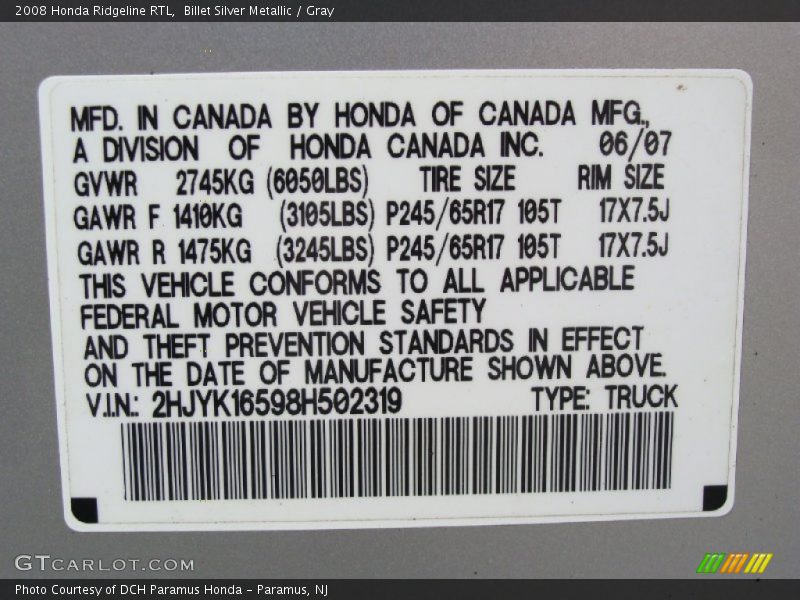 2008 Honda Ridgeline RTL,  Billet Silver Metallic / Gray
MFD. IN CANADA BY HONDA OF CANADA MFG.,
A DIVISION OF HONDA CANADA INC. 06/07
GVWR 2745KG (6050LBS) TIRE SIZE RIM SIZE
GAWR F 1410KG (3105LBS) P245/65R17 105T 17X7.5J
GAWR R 1475KG (3245LBS) P245/65R17 105T 17X7.5J
THIS VEHICLE CONFORMS TO ALL APPLICABLE
FEDERAL MOTOR VEHICLE SAFETY
AND THEFT PREVENTION STANDARDS IN EFFECT
ON THE DATE OF MANUFACTURE SHOWN ABOVE.
V.I.N.: 2HJYK16598H502319 TYPE: TRUCK
GTCARLOT.COM
Photo Courtesy of DCH Paramus Honda - Paramus, NJ